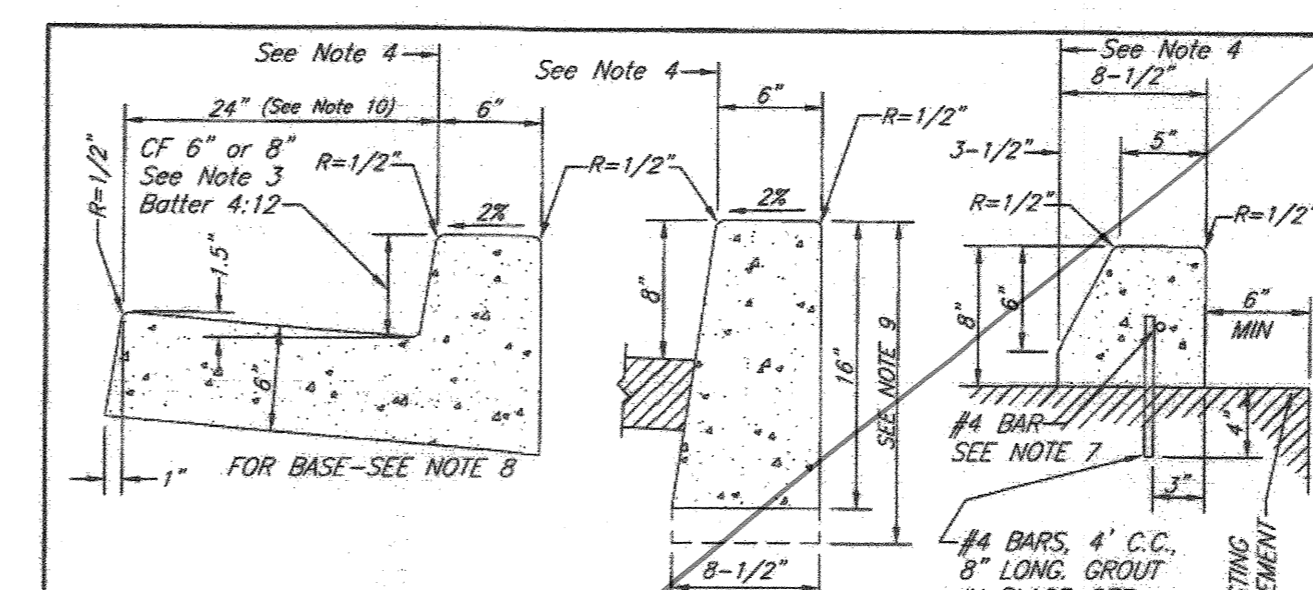 See Note 4
24" (See Note 10)
6"
CF 6" or 8"
See Note 3
Batter 4:12
R=1/2"
R=1/2"
2%
1.5"
6"
1"
FOR BASE-SEE NOTE 8
See Note 4
6"
R=1/2"
R=1/2"
2%
8"
16"
SEE NOTE 9
8-1/2"
See Note 4
8-1/2"
3-1/2"
5"
R=1/2"
R=1/2"
8"
6"
6"
MIN
#4 BAR
SEE NOTE 7
4"
3"
#4 BARS, 4' C.C.,
8" LONG. GROUT